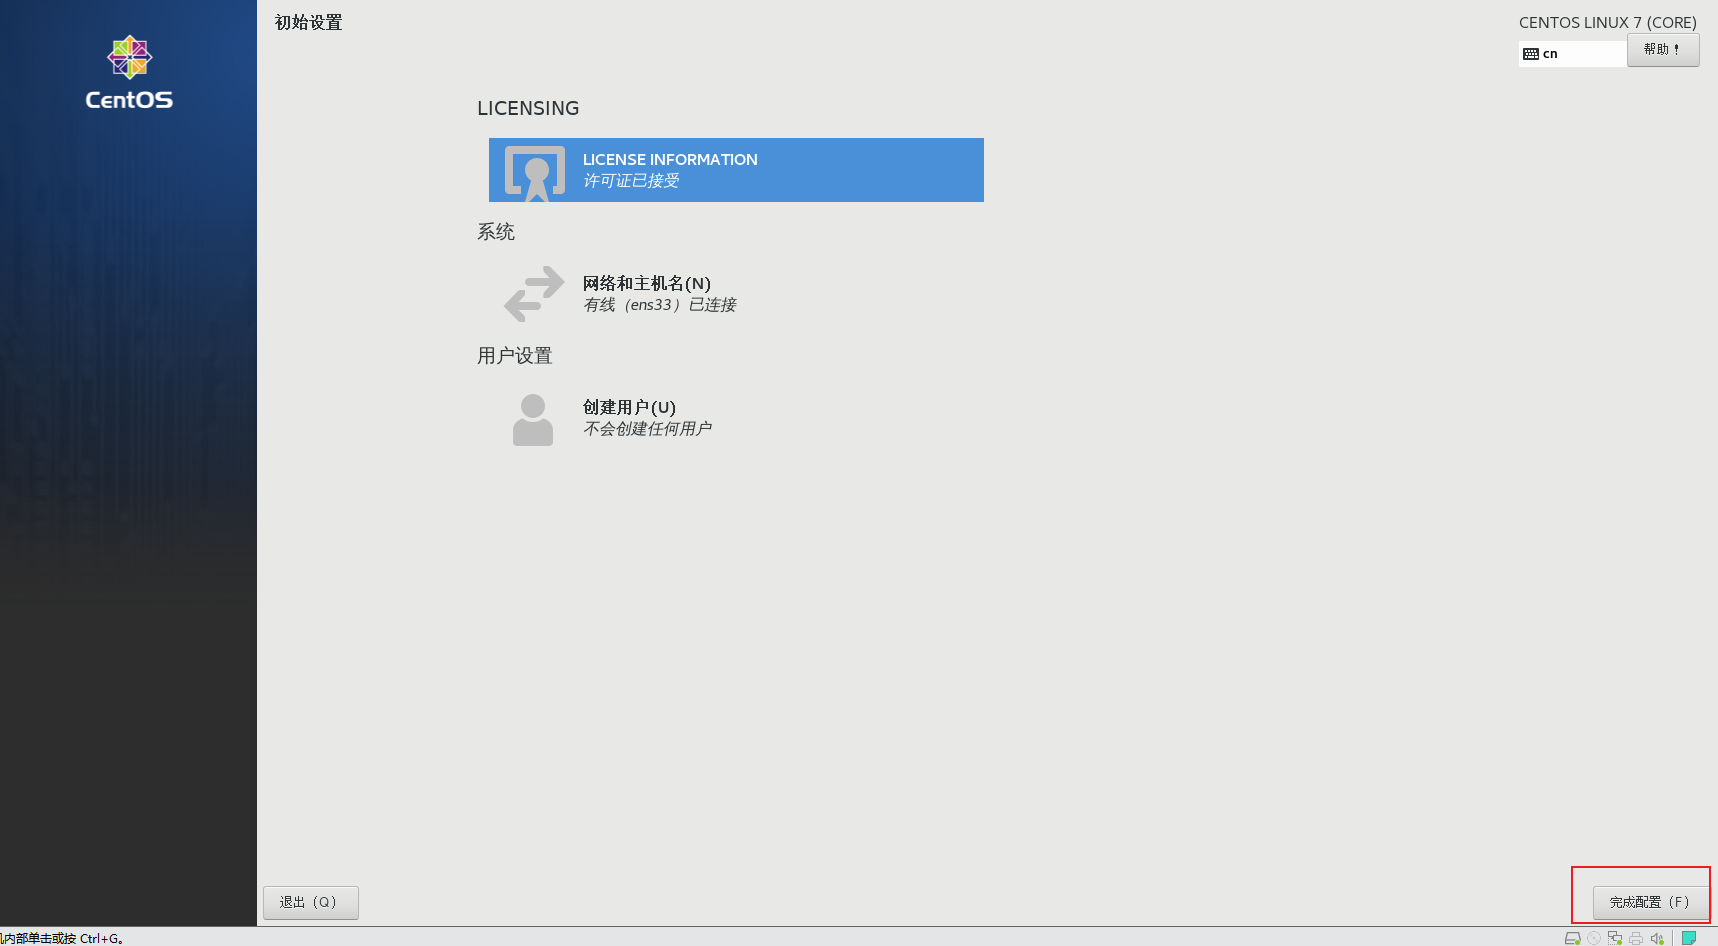 初始设置
CENTOS LINUX 7 (CORE)
cn
帮助！
CentOS
LICENSING
LICENSE INFORMATION
许可证已接受
系统
网络和主机名(N)
有线（ens33）已连接
用户设置
创建用户(U)
不会创建任何用户
退出（Q）
完成配置（F）
内部单击或按 Ctrl+G。